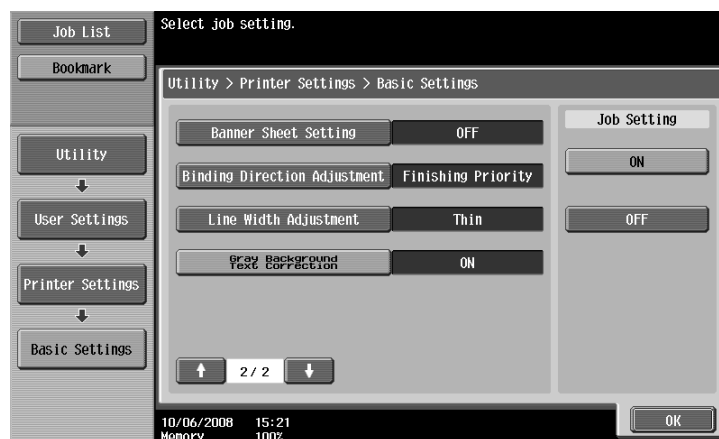 Job List
Select job setting.
Bookmark
Utility > Printer Settings > Basic Settings
Banner Sheet Setting OFF
Job Setting
Utility
Binding Direction Adjustment Finishing Priority
ON
User Settings
Line Width Adjustment Thin
OFF
Gray Background
Text Correction
ON
Printer Settings
Basic Settings
2/2
10/06/2008 15:21
Memory 100%
OK